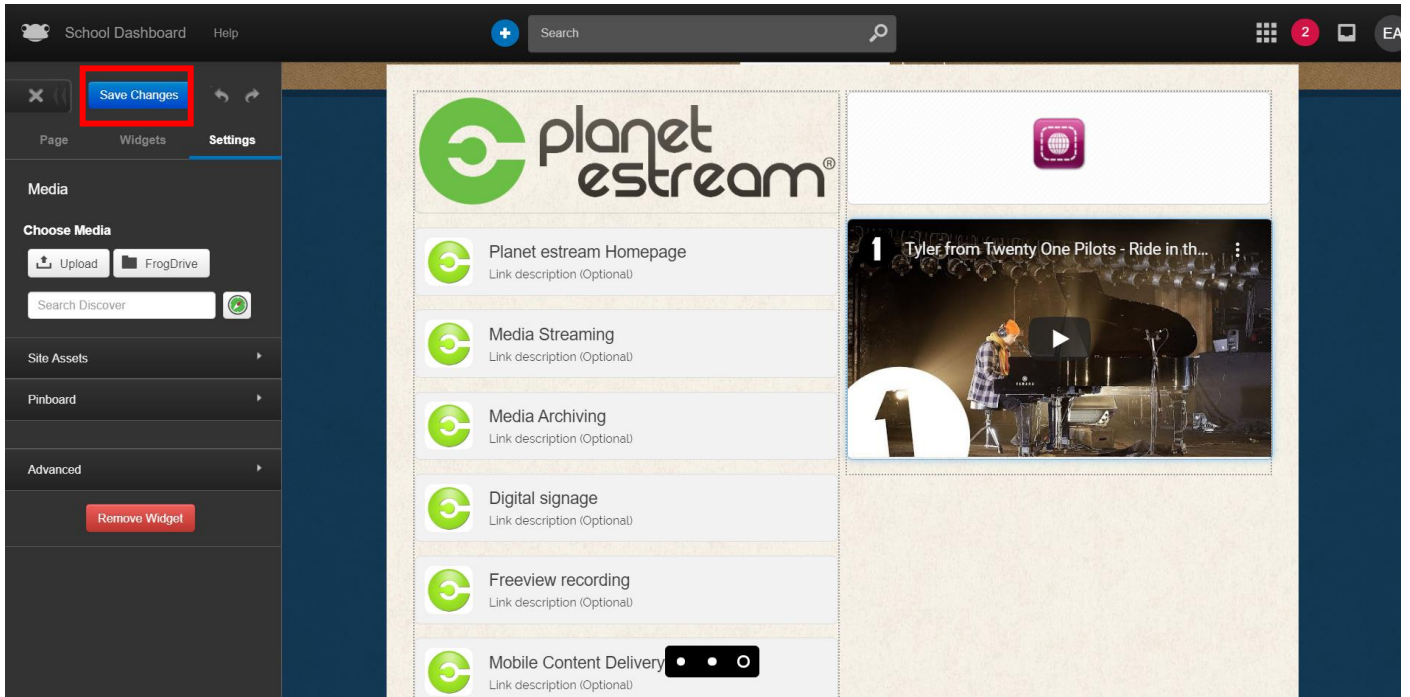 School Dashboard Help
Search
2
EA
Save Changes
Page Widgets Settings
Media
Choose Media
Upload FrogDrive
Search Discover
Site Assets
Pinboard
Advanced
Remove Widget
planet
estream®
Planet estream Homepage
Link description (Optional)
Media Streaming
Link description (Optional)
Media Archiving
Link description (Optional)
Digital signage
Link description (Optional)
Freeview recording
Link description (Optional)
Mobile Content Delivery
Link description (Optional)
1 Tyler from Twenty One Pilots - Ride in th...
YAMAHA
1